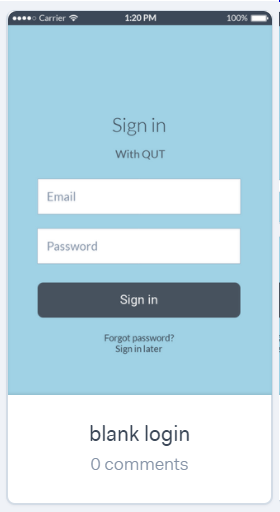 Carrier 1:20 PM 100%
Sign in
With QUT
Email
Password
Sign in
Forgot password?
Sign in later
blank login
0 comments